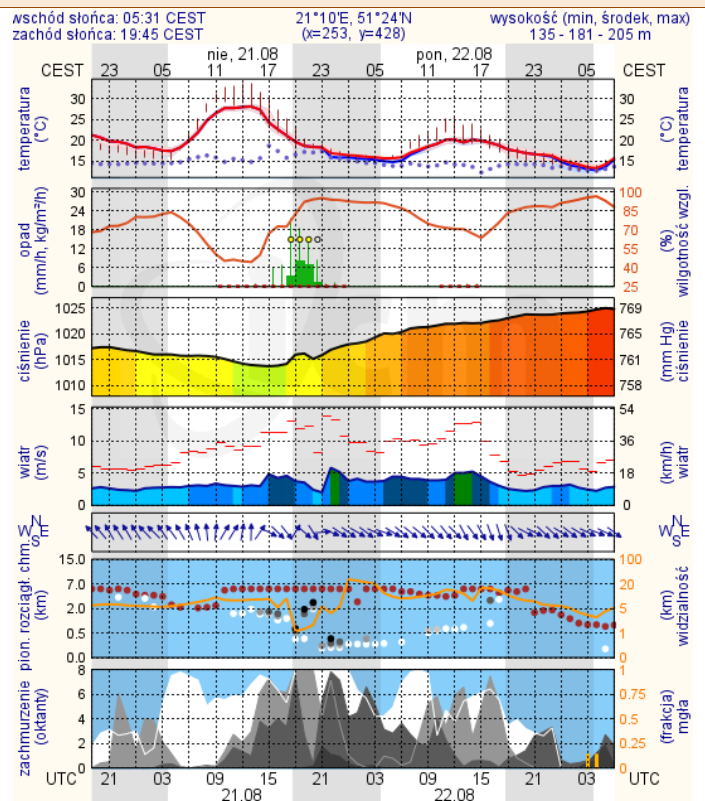 wschód słońca: 05:31 CEST 21°10'E, 51°24'N wysokość (min, środek, max)
zachód słońca: 19:45 CEST (x=253, y=428) 135 - 181 - 205 m
nie, 21.08 pon, 22.08
CEST 23 05 11 17 23 05 11 17 23 05 CEST
temperatura
(°C)
30
25
20
15
30
25
20
15
(°C)
temperatura
opad
(mm/h, kg/m²/h)
30
24
18
12
6
0
100
85
70
55
40
25
(%)
wilgotność wzgl.
ciśnienie
(hPa)
1025
1020
1015
1010
769
765
761
758
(mm Hg)
ciśnienie
wiatr
(m/s)
15
10
5
0
54
36
18
0
(km/h)
wiatr
N
W E
S
N
W E
S
pion. rozciągł. chm.
(km)
15.0
7.0
2.0
0.5
0.0
100
20
5
1
0
(km)
widzialność
zachmurzenie
(oktanty)
8
6
4
2
0
1
0.75
0.5
0.25
0
(frakcja)
mgła
UTC 21 03 09 15 21 03 09 15 21 03 UTC
21.08 22.08